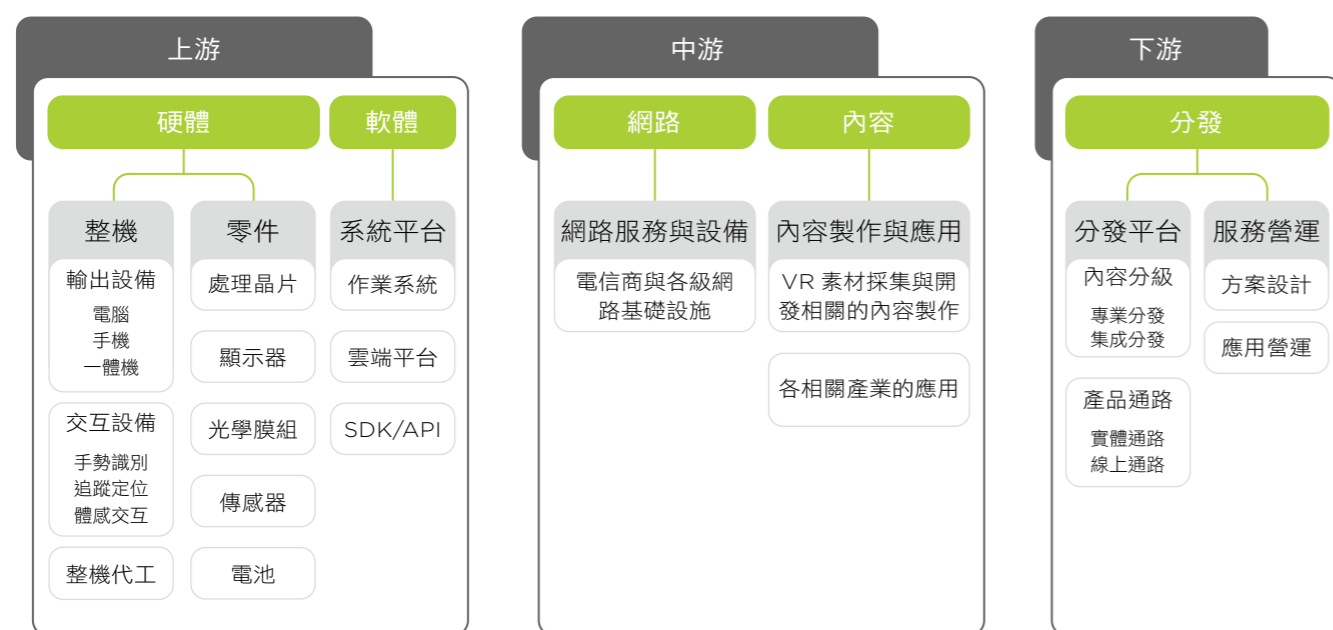 上游
硬體
軟體
整機
輸出設備
電腦
手機
一體機
交互設備
手勢識別
追蹤定位
體感交互
整機代工
零件
處理晶片
顯示器
光學膜組
傳感器
電池
系統平台
作業系統
雲端平台
SDK/API
中游
網路
內容
網路服務與設備
電信商與各級網
路基礎設施
內容製作與應用
VR 素材採集與開
發相關的內容製作
各相關產業的應用
下游
分發
分發平台
內容分級
專業分發
集成分發
產品通路
實體通路
線上通路
服務營運
方案設計
應用營運